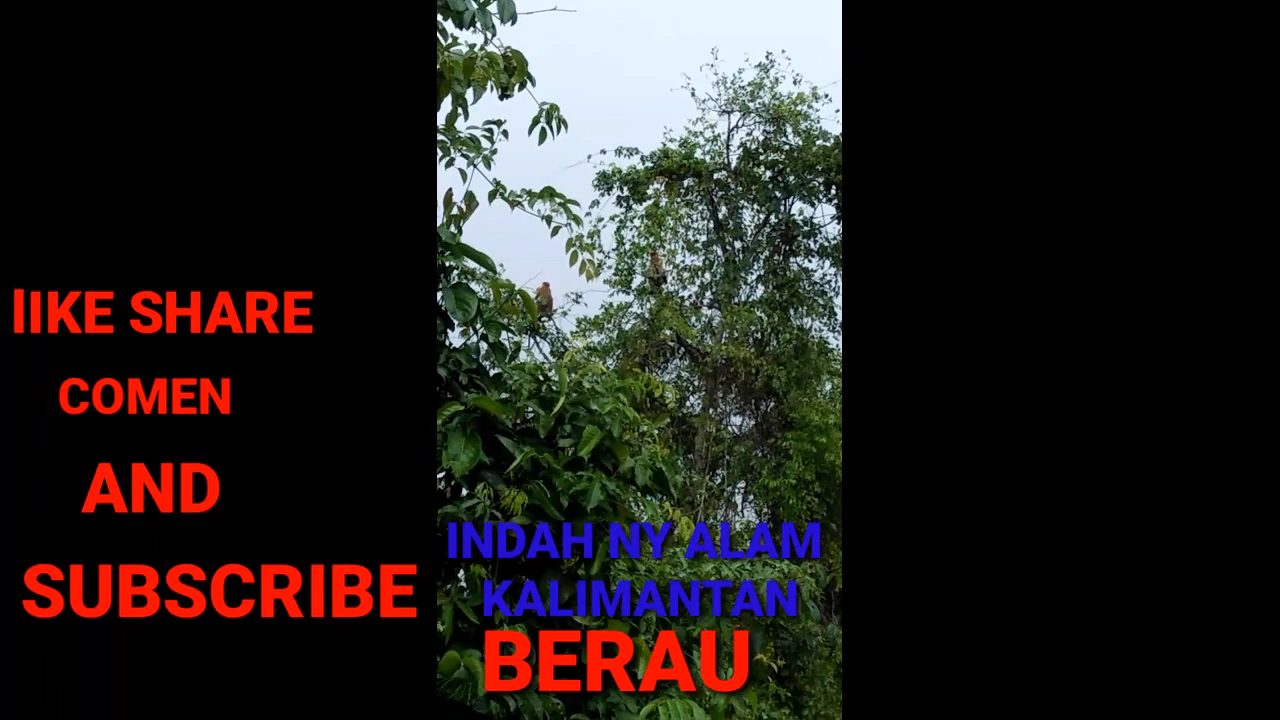 lIKE SHARE
COMEN
AND
SUBSCRIBE
INDAH NY ALAM
KALIMANTAN
BERAU